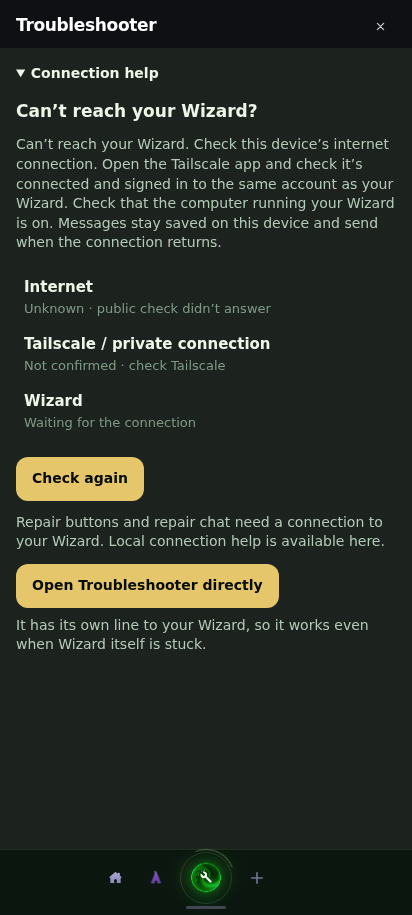 Troubleshooter
×
▼ Connection help
Can’t reach your Wizard?
Can’t reach your Wizard. Check this device’s internet
connection. Open the Tailscale app and check it’s
connected and signed in to the same account as your
Wizard. Check that the computer running your Wizard
is on. Messages stay saved on this device and send
when the connection returns.
Internet
Unknown · public check didn’t answer
Tailscale / private connection
Not confirmed · check Tailscale
Wizard
Waiting for the connection
Check again
Repair buttons and repair chat need a connection to
your Wizard. Local connection help is available here.
Open Troubleshooter directly
It has its own line to your Wizard, so it works even
when Wizard itself is stuck.